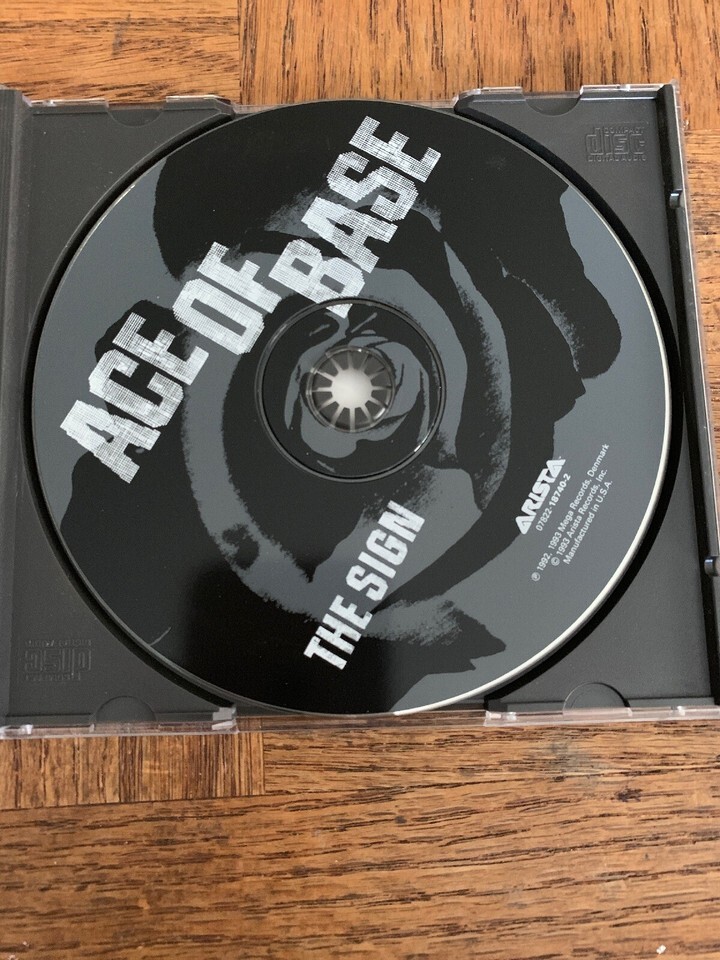 ACE OF BASE
THE SIGN
ARISTA
07822-18740-2
℗ 1992, 1993 Mega Records, Denmark
© 1993 Arista Records, Inc.
Manufactured in U.S.A.
COMPACT
disc
DIGITAL AUDIO